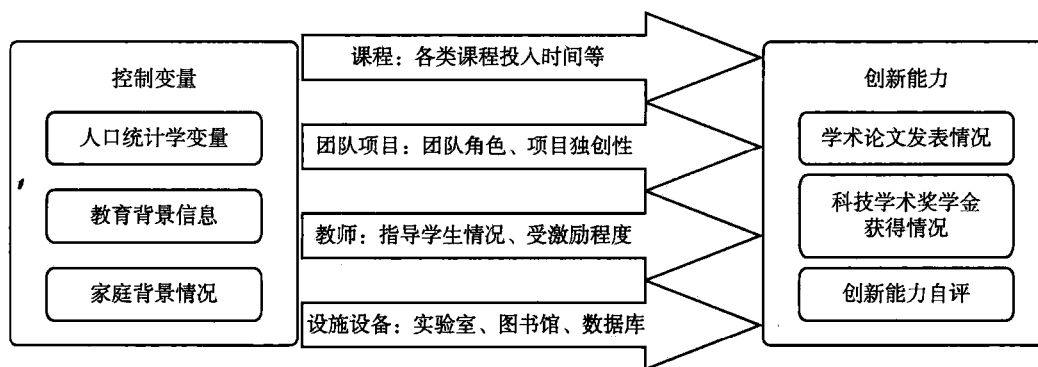 控制变量
人口统计学变量
教育背景信息
家庭背景情况
课程：各类课程投入时间等
团队项目：团队角色、项目独创性
教师：指导学生情况、受激励程度
设施设备：实验室、图书馆、数据库
创新能力
学术论文发表情况
科技学术奖学金
获得情况
创新能力自评